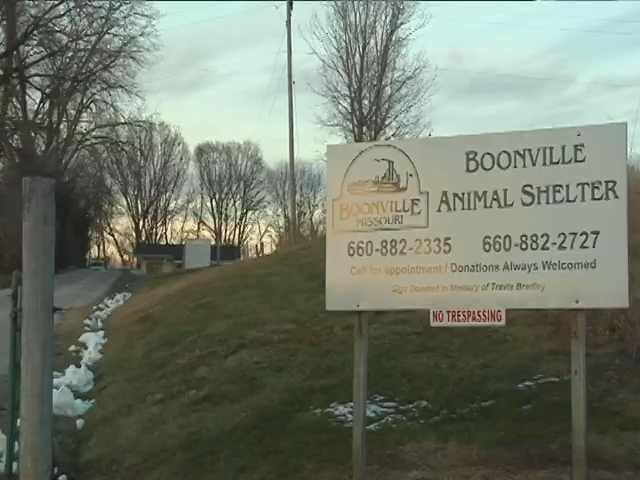 BOONVILLE
MISSOURI
BOONVILLE
ANIMAL SHELTER
660-882-2335 660-882-2727
Call for appointment / Donations Always Welcomed
Sign Donated in Memory of Travis Bradley
NO TRESPASSING